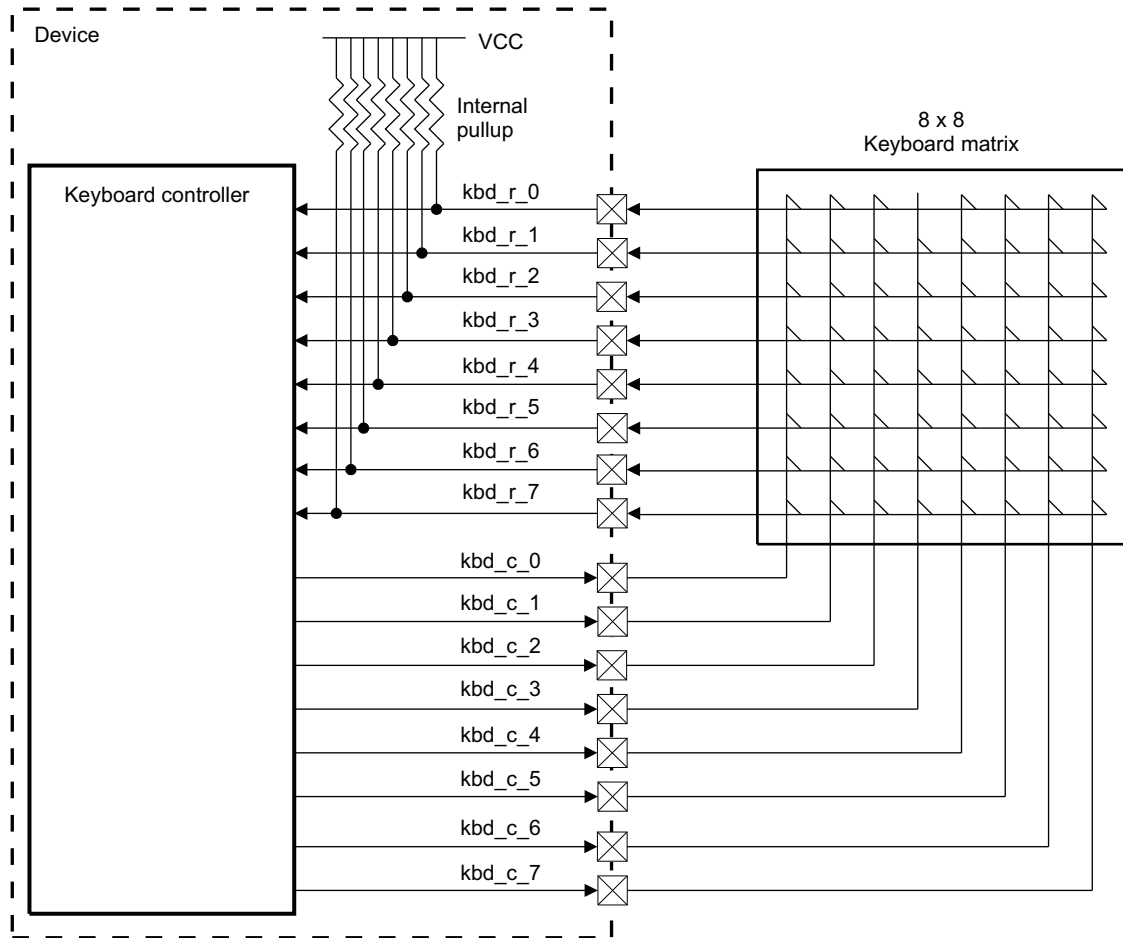 Device
VCC
Internal
pullup
8 x 8
Keyboard matrix
Keyboard controller
kbd_r_0
kbd_r_1
kbd_r_2
kbd_r_3
kbd_r_4
kbd_r_5
kbd_r_6
kbd_r_7
kbd_c_0
kbd_c_1
kbd_c_2
kbd_c_3
kbd_c_4
kbd_c_5
kbd_c_6
kbd_c_7